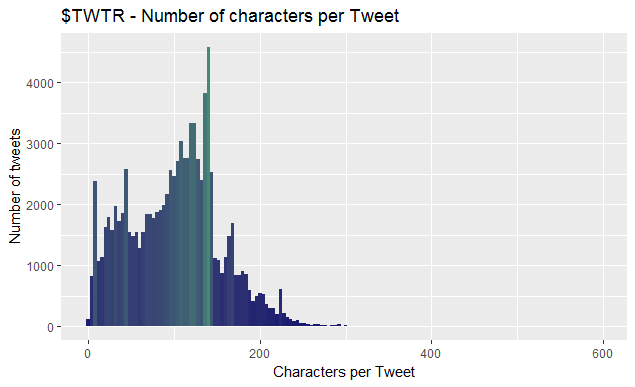 $TWTR - Number of characters per Tweet
Number of tweets
4000
3000
2000
1000
0
0 200 400 600
Characters per Tweet